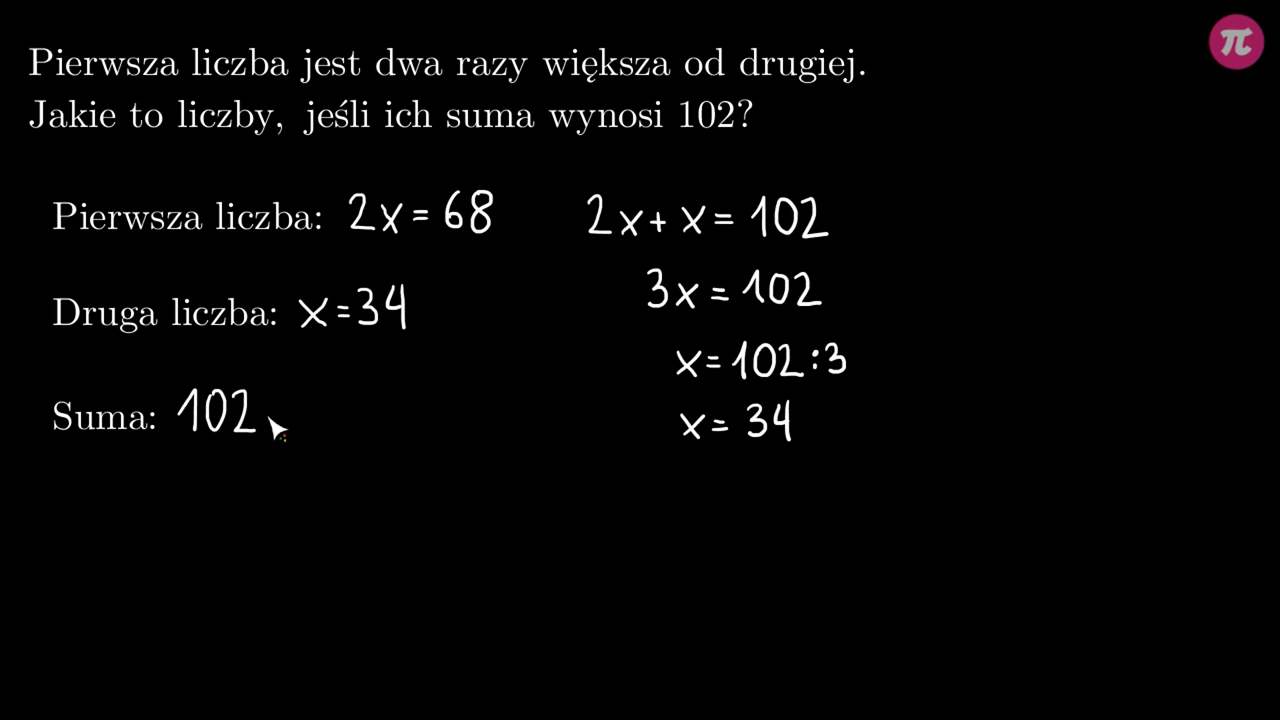 Pierwsza liczba jest dwa razy większa od drugiej.
Jakie to liczby, jeśli ich suma wynosi 102?
Pierwsza liczba: 2x = 68
Druga liczba: x = 34
Suma: 102
2x + x = 102
3x = 102
x = 102 : 3
x = 34
π